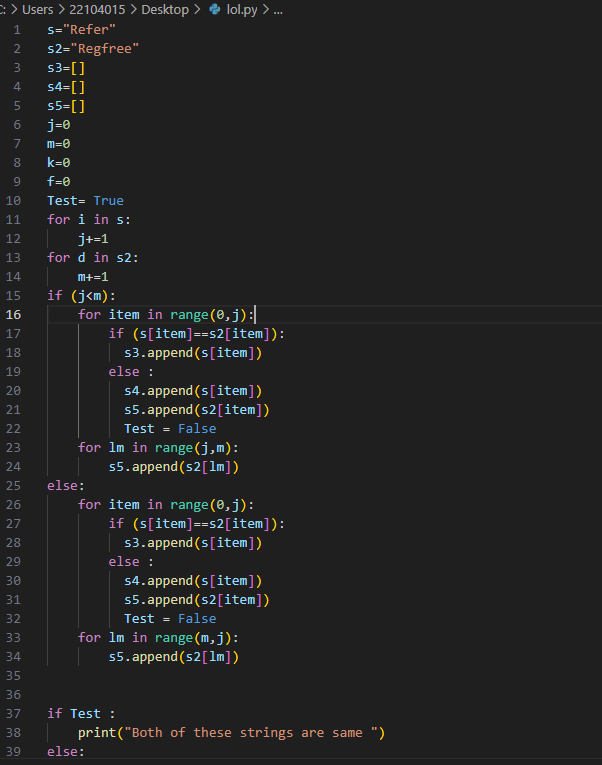 C: > Users > 22104015 > Desktop > lol.py > ...
1 s="Refer"
2 s2="Regfree"
3 s3=[]
4 s4=[]
5 s5=[]
6 j=0
7 m=0
8 k=0
9 f=0
10 Test= True
11 for i in s:
12     j+=1
13 for d in s2:
14     m+=1
15 if (j<m):
16     for item in range(0,j):
17         if (s[item]==s2[item]):
18           s3.append(s[item])
19         else :
20           s4.append(s[item])
21           s5.append(s2[item])
22           Test = False
23     for lm in range(j,m):
24         s5.append(s2[lm])
25 else:
26     for item in range(0,j):
27         if (s[item]==s2[item]):
28           s3.append(s[item])
29         else :
30           s4.append(s[item])
31           s5.append(s2[item])
32           Test = False
33     for lm in range(m,j):
34         s5.append(s2[lm])
35
36
37 if Test :
38     print("Both of these strings are same ")
39 else: